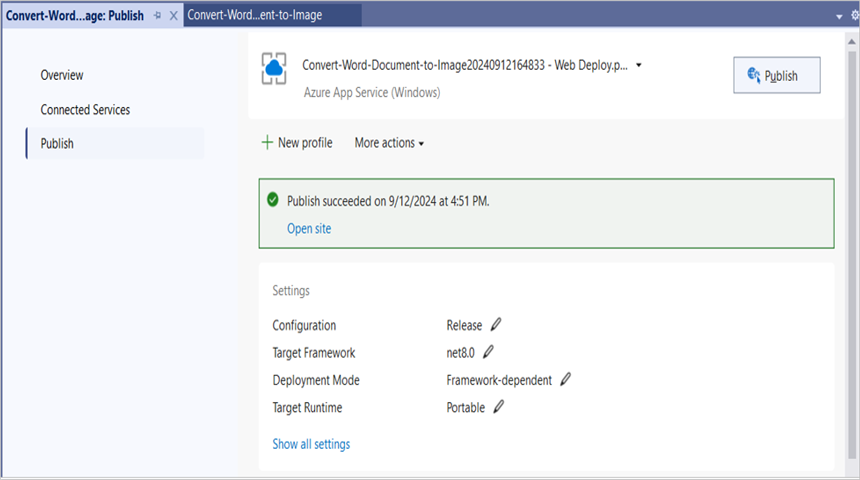 Convert-Word...age: Publish
Convert-Word...ent-to-Image
Overview
Connected Services
Publish
Convert-Word-Document-to-Image20240912164833 - Web Deploy.p...
Azure App Service (Windows)
Publish
New profile
More actions
Publish succeeded on 9/12/2024 at 4:51 PM.
Open site
Settings
Configuration Release
Target Framework net8.0
Deployment Mode Framework-dependent
Target Runtime Portable
Show all settings